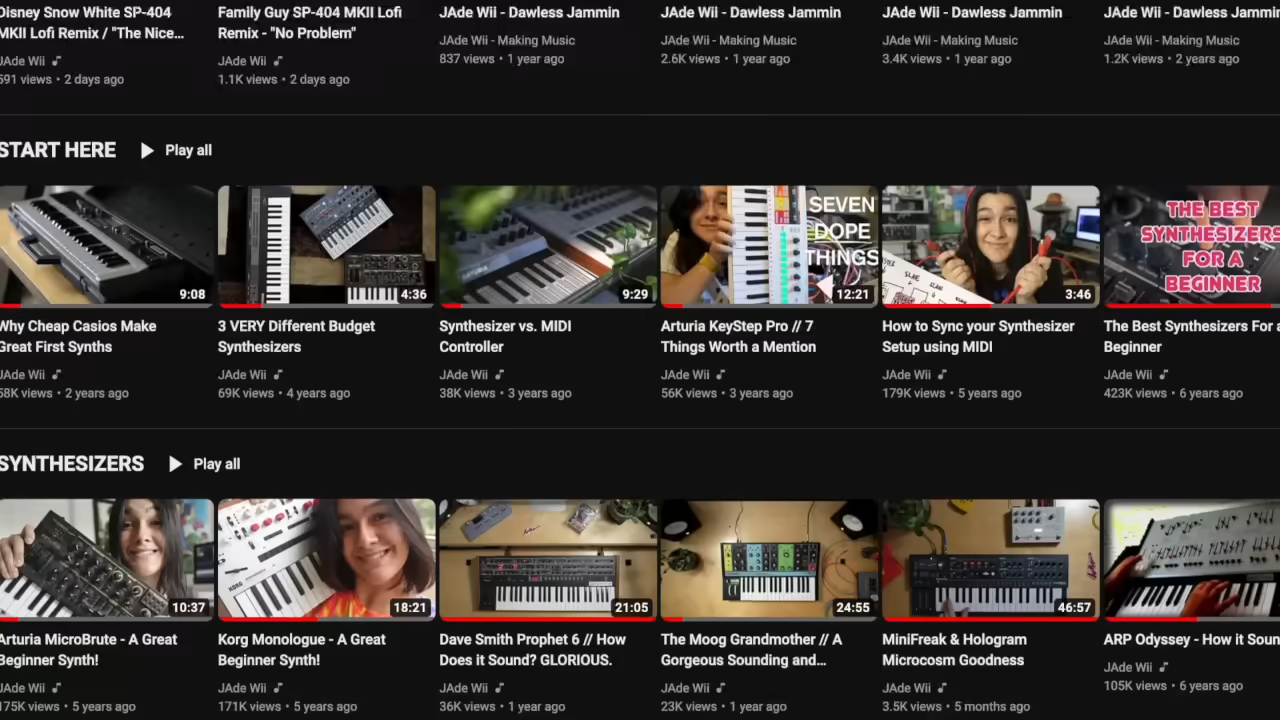 Disney Snow White SP-404
MKII Lofi Remix / "The Nice...
JAde Wii
591 views • 2 days ago
Family Guy SP-404 MKII Lofi
Remix - "No Problem"
JAde Wii
1.1K views • 2 days ago
JAde Wii - Dawless Jammin
JAde Wii - Making Music
837 views • 1 year ago
JAde Wii - Dawless Jammin
JAde Wii - Making Music
2.6K views • 1 year ago
JAde Wii - Dawless Jammin
JAde Wii - Making Music
3.4K views • 1 year ago
JAde Wii - Dawless Jammin
JAde Wii - Making Music
1.2K views • 2 years ago
START HERE Play all
9:08
Why Cheap Casios Make
Great First Synths
JAde Wii
58K views • 2 years ago
4:36
3 VERY Different Budget
Synthesizers
JAde Wii
69K views • 4 years ago
9:29
Synthesizer vs. MIDI
Controller
JAde Wii
38K views • 3 years ago
SEVEN
DOPE
THINGS
12:21
Arturia KeyStep Pro // 7
Things Worth a Mention
JAde Wii
56K views • 3 years ago
3:46
How to Sync your Synthesizer
Setup using MIDI
JAde Wii
179K views • 5 years ago
THE BEST
SYNTHESIZERS
FOR A
BEGINNER
The Best Synthesizers For a
Beginner
JAde Wii
423K views • 6 years ago
SYNTHESIZERS Play all
10:37
Arturia MicroBrute - A Great
Beginner Synth!
JAde Wii
175K views • 5 years ago
KORG
18:21
Korg Monologue - A Great
Beginner Synth!
JAde Wii
171K views • 5 years ago
21:05
Dave Smith Prophet 6 // How
Does it Sound? GLORIOUS.
JAde Wii
36K views • 1 year ago
24:55
The Moog Grandmother // A
Gorgeous Sounding and...
JAde Wii
23K views • 1 year ago
46:57
MiniFreak & Hologram
Microcosm Goodness
JAde Wii
3.5K views • 5 months ago
ARP Odyssey - How it Soun
JAde Wii
105K views • 6 years ago